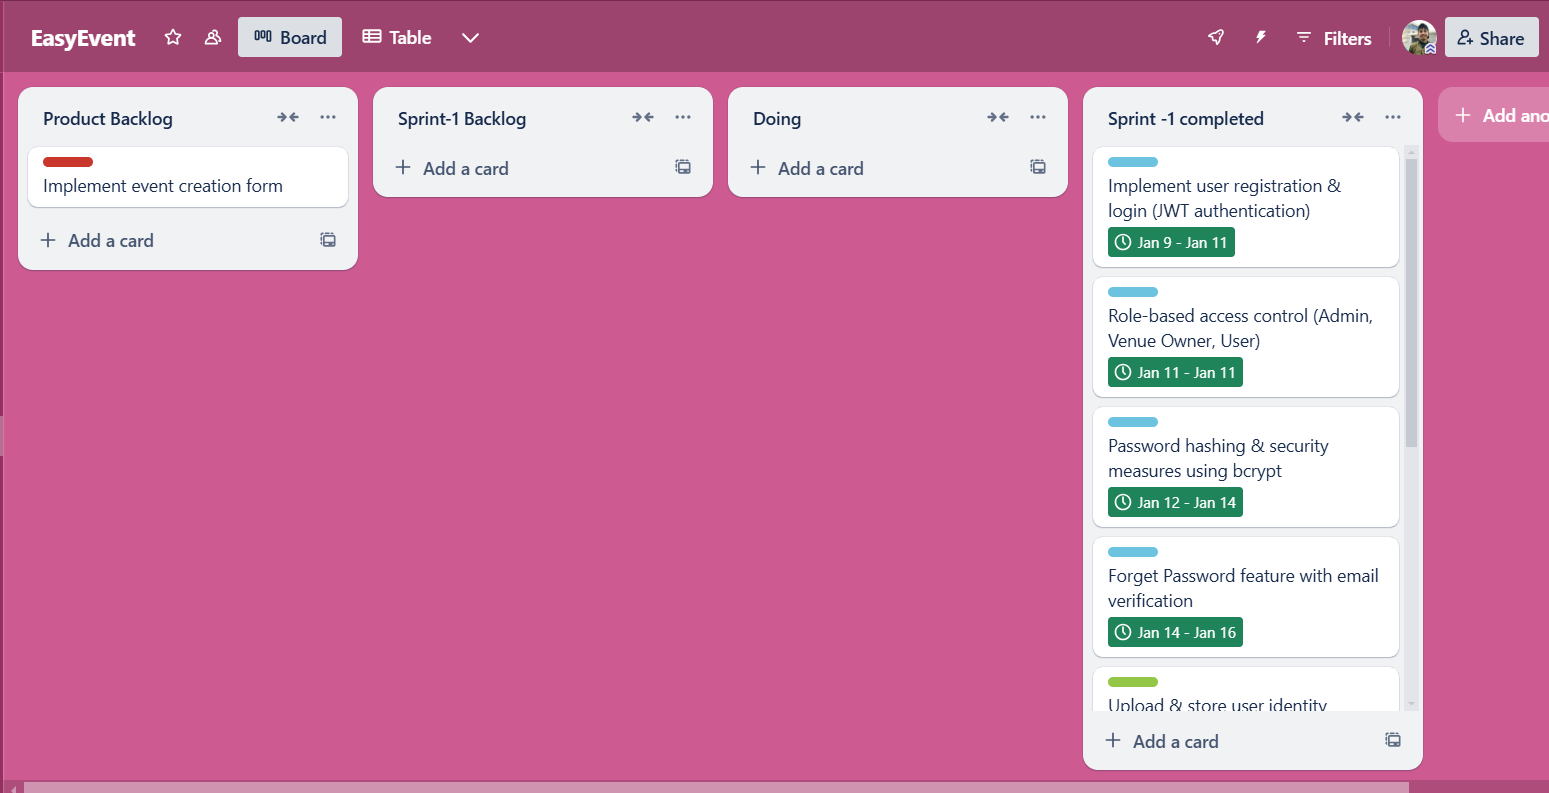 EasyEvent
Board
Table
Filters
Share
Product Backlog
Implement event creation form
Add a card
Sprint-1 Backlog
Add a card
Doing
Add a card
Sprint -1 completed
Implement user registration &
login (JWT authentication)
Jan 9 - Jan 11
Role-based access control (Admin,
Venue Owner, User)
Jan 11 - Jan 11
Password hashing & security
measures using bcrypt
Jan 12 - Jan 14
Forget Password feature with email
verification
Jan 14 - Jan 16
Upload & store user identity
Add a card
Add ano